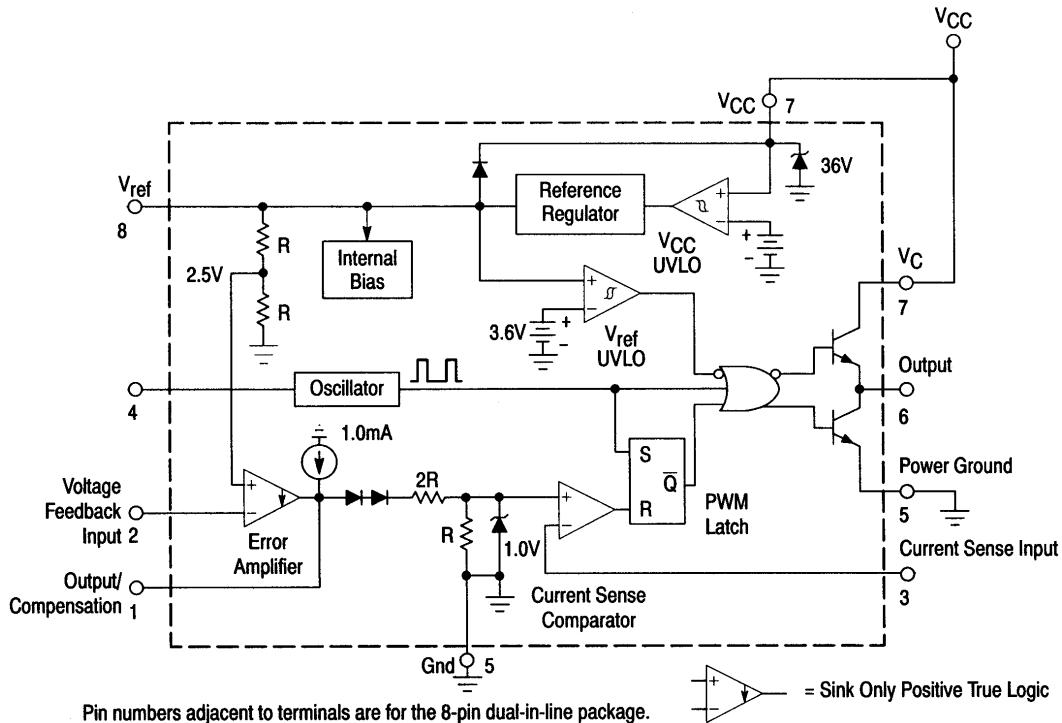 VCC
VCC 7
36V
Vref
8
Reference
Regulator
+
−
+
−
VCC
UVLO
R
Internal
Bias
2.5V
R
+
−
3.6V
+
−
Vref
UVLO
VC
7
Output
6
4
Oscillator
1.0mA
S
Q
R
PWM
Latch
Power Ground
5
Voltage
Feedback
Input 2
+
−
Error
Amplifier
2R
R
1.0V
+
−
Current Sense
Comparator
Current Sense Input
3
Output/
Compensation 1
Gnd 5
+
−
= Sink Only Positive True Logic
Pin numbers adjacent to terminals are for the 8-pin dual-in-line package.